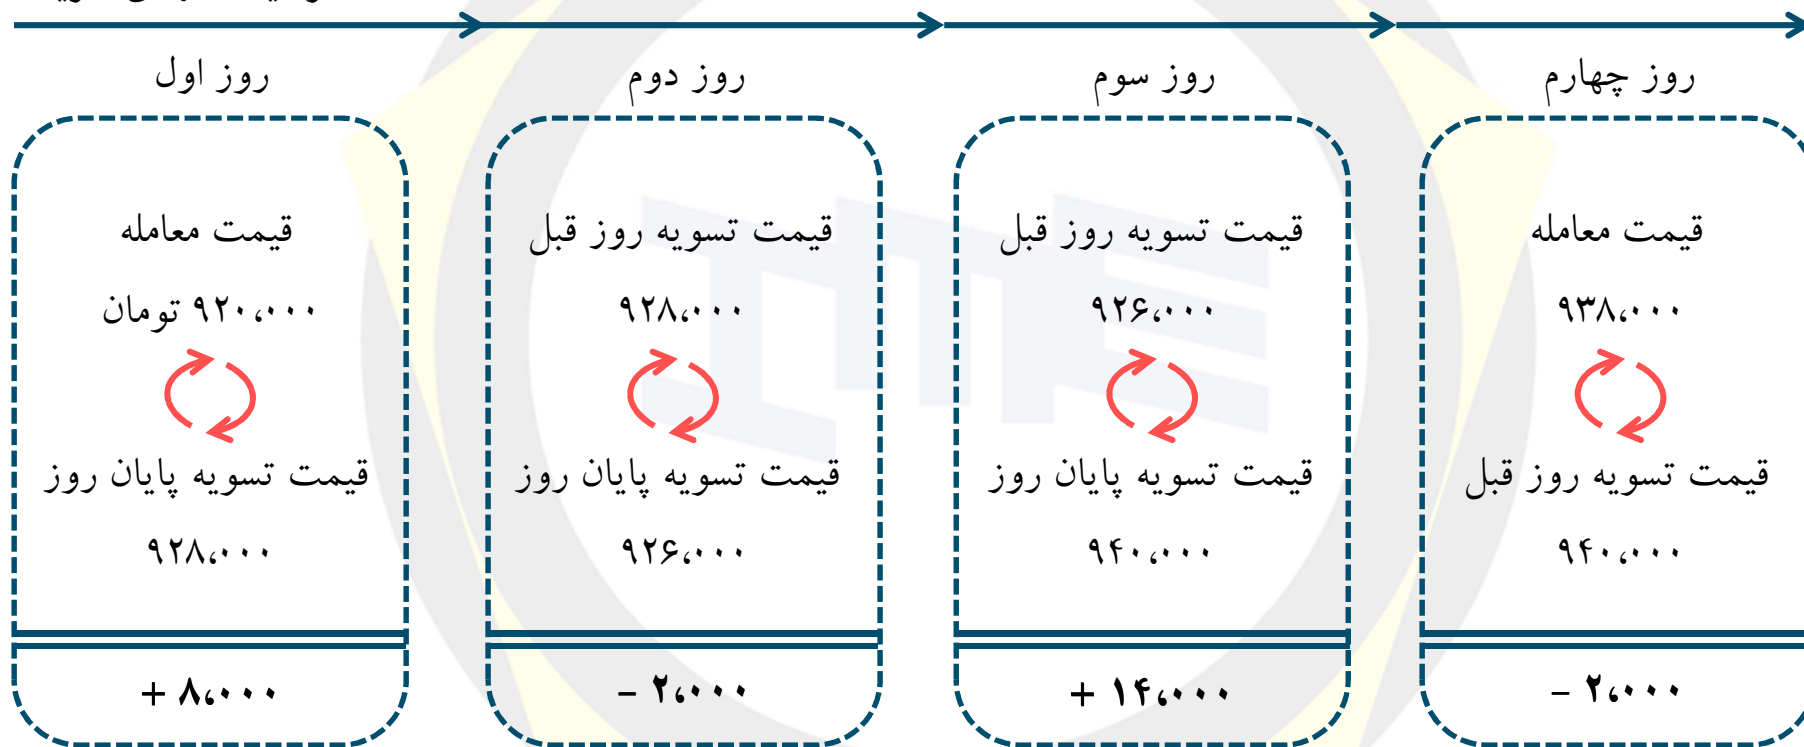 روز اول
قیمت معامله
۹۲۰،۰۰۰ تومان
قیمت تسویه پایان روز
۹۲۸،۰۰۰
+ ۸،۰۰۰
روز دوم
قیمت تسویه روز قبل
۹۲۸،۰۰۰
قیمت تسویه پایان روز
۹۲۶،۰۰۰
– ۲،۰۰۰
روز سوم
قیمت تسویه روز قبل
۹۲۶،۰۰۰
قیمت تسویه پایان روز
۹۴۰،۰۰۰
+ ۱۴،۰۰۰
روز چهارم
قیمت معامله
۹۳۸،۰۰۰
قیمت تسویه روز قبل
۹۴۰،۰۰۰
– ۲،۰۰۰